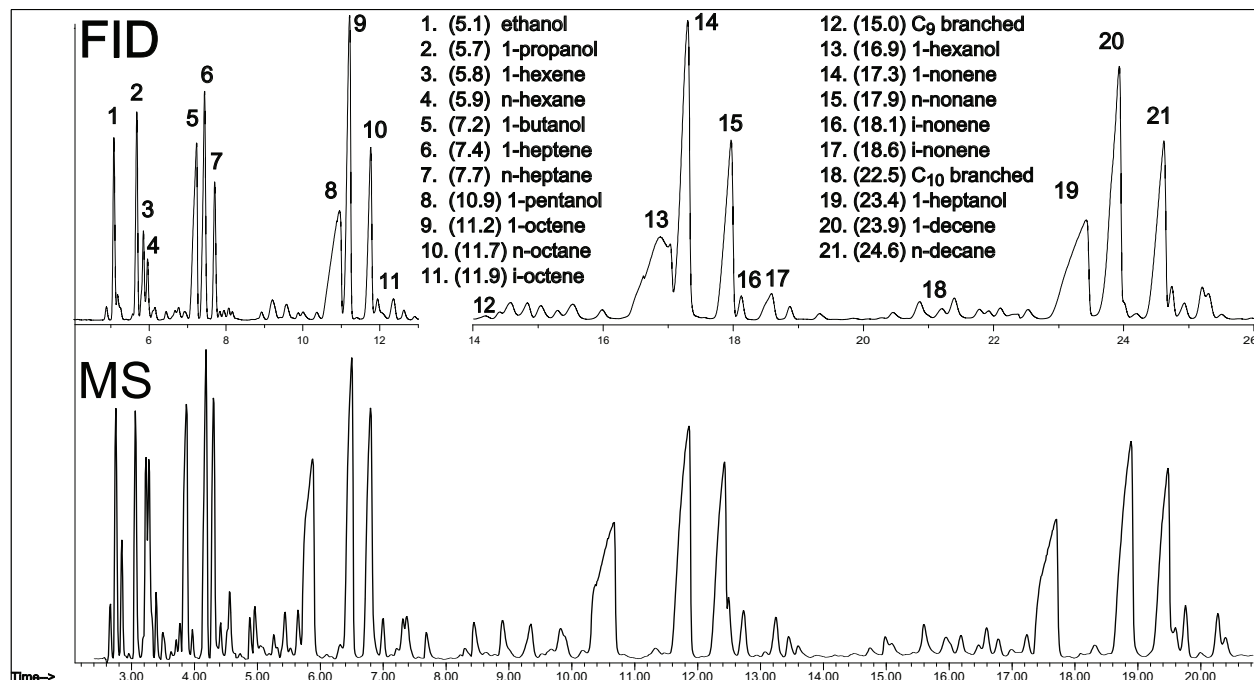 FID
1. (5.1) ethanol
2. (5.7) 1-propanol
3. (5.8) 1-hexene
4. (5.9) n-hexane
5. (7.2) 1-butanol
6. (7.4) 1-heptene
7. (7.7) n-heptane
8. (10.9) 1-pentanol
9. (11.2) 1-octene
10. (11.7) n-octane
11. (11.9) i-octene
12. (15.0) C9 branched
13. (16.9) 1-hexanol
14. (17.3) 1-nonene
15. (17.9) n-nonane
16. (18.1) i-nonene
17. (18.6) i-nonene
18. (22.5) C10 branched
19. (23.4) 1-heptanol
20. (23.9) 1-decene
21. (24.6) n-decane
1 2 3 4 5 6 7 8 9 10 11 12 13 14 15 16 17 18 19 20 21
6 8 10 12 14 16 18 20 22 24 26
MS
Time--> 3.00 4.00 5.00 6.00 7.00 8.00 9.00 10.00 11.00 12.00 13.00 14.00 15.00 16.00 17.00 18.00 19.00 20.00